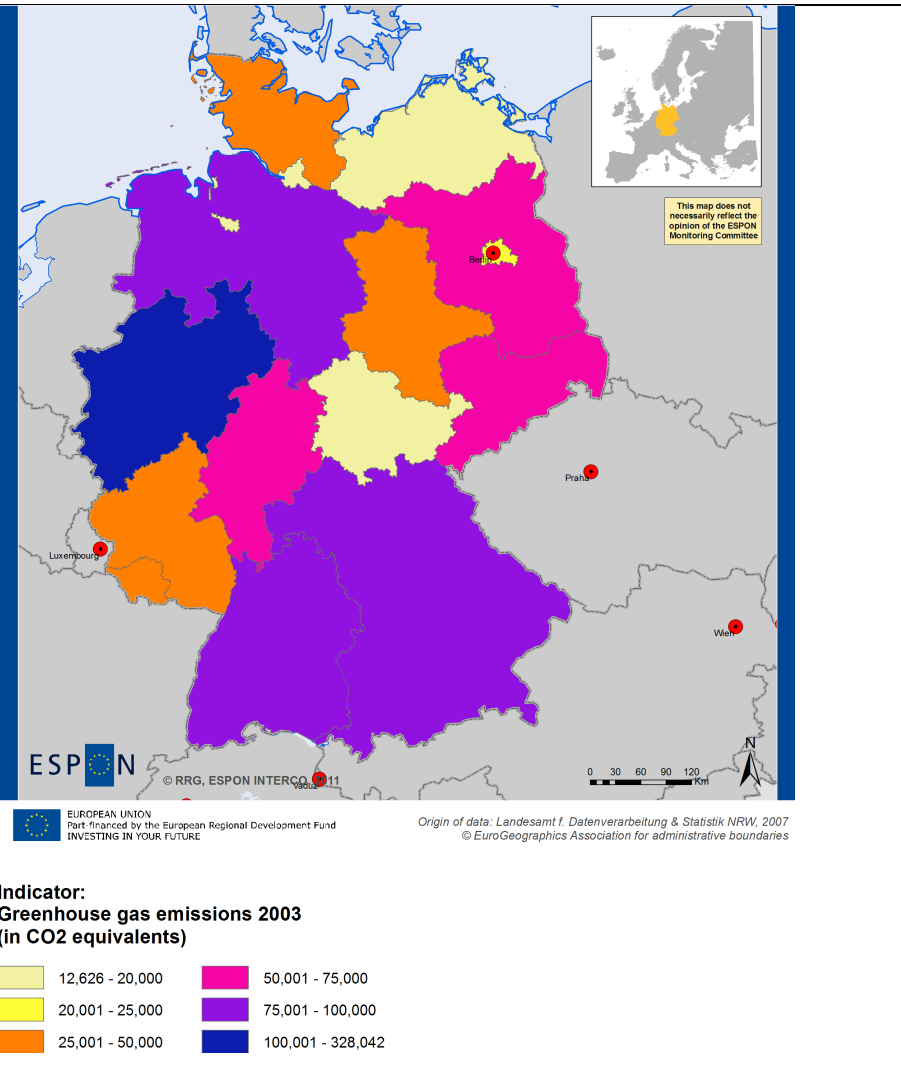 This map does not
necessarily reflect the
opinion of the ESPON
Monitoring Committee
Berlin
Praha
Luxembourg
Wien
ESPON
© RRG, ESPON INTERCO 11
Vaduz
N
0 30 60 90 120
Km
EUROPEAN UNION
Part-financed by the European Regional Development Fund
INVESTING IN YOUR FUTURE
Origin of data: Landesamt f. Datenverarbeitung & Statistik NRW, 2007
© EuroGeographics Association for administrative boundaries
Indicator:
Greenhouse gas emissions 2003
(in CO2 equivalents)
12,626 - 20,000
50,001 - 75,000
20,001 - 25,000
75,001 - 100,000
25,001 - 50,000
100,001 - 328,042